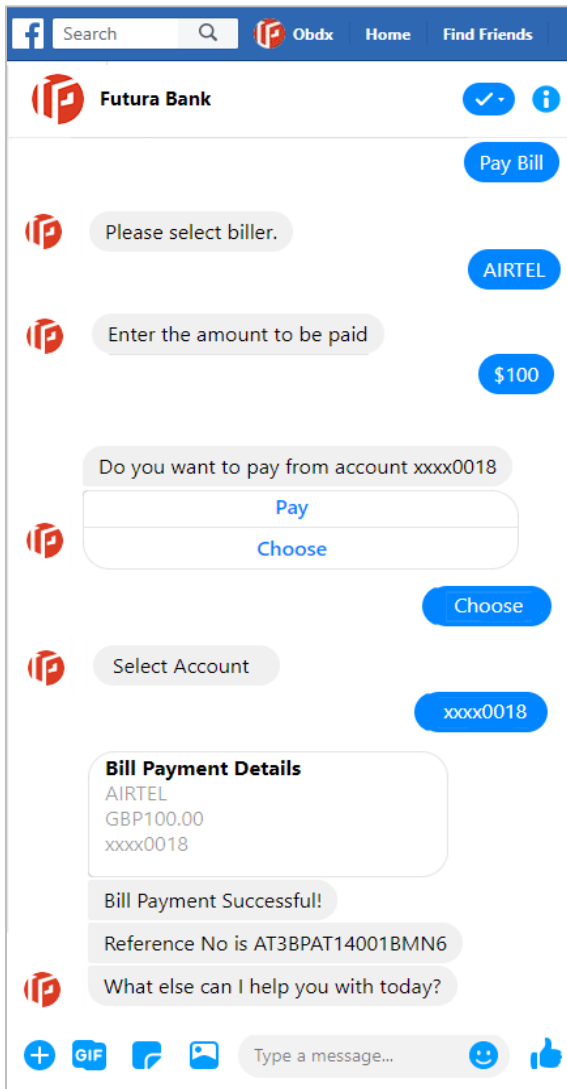 f Search Obdx Home Find Friends
Futura Bank
Pay Bill
Please select biller.
AIRTEL
Enter the amount to be paid
$100
Do you want to pay from account xxxx0018
Pay
Choose
Choose
Select Account
xxxx0018
Bill Payment Details
AIRTEL
GBP100.00
xxxx0018
Bill Payment Successful!
Reference No is AT3BPAT14001BMN6
What else can I help you with today?
GIF Type a message...